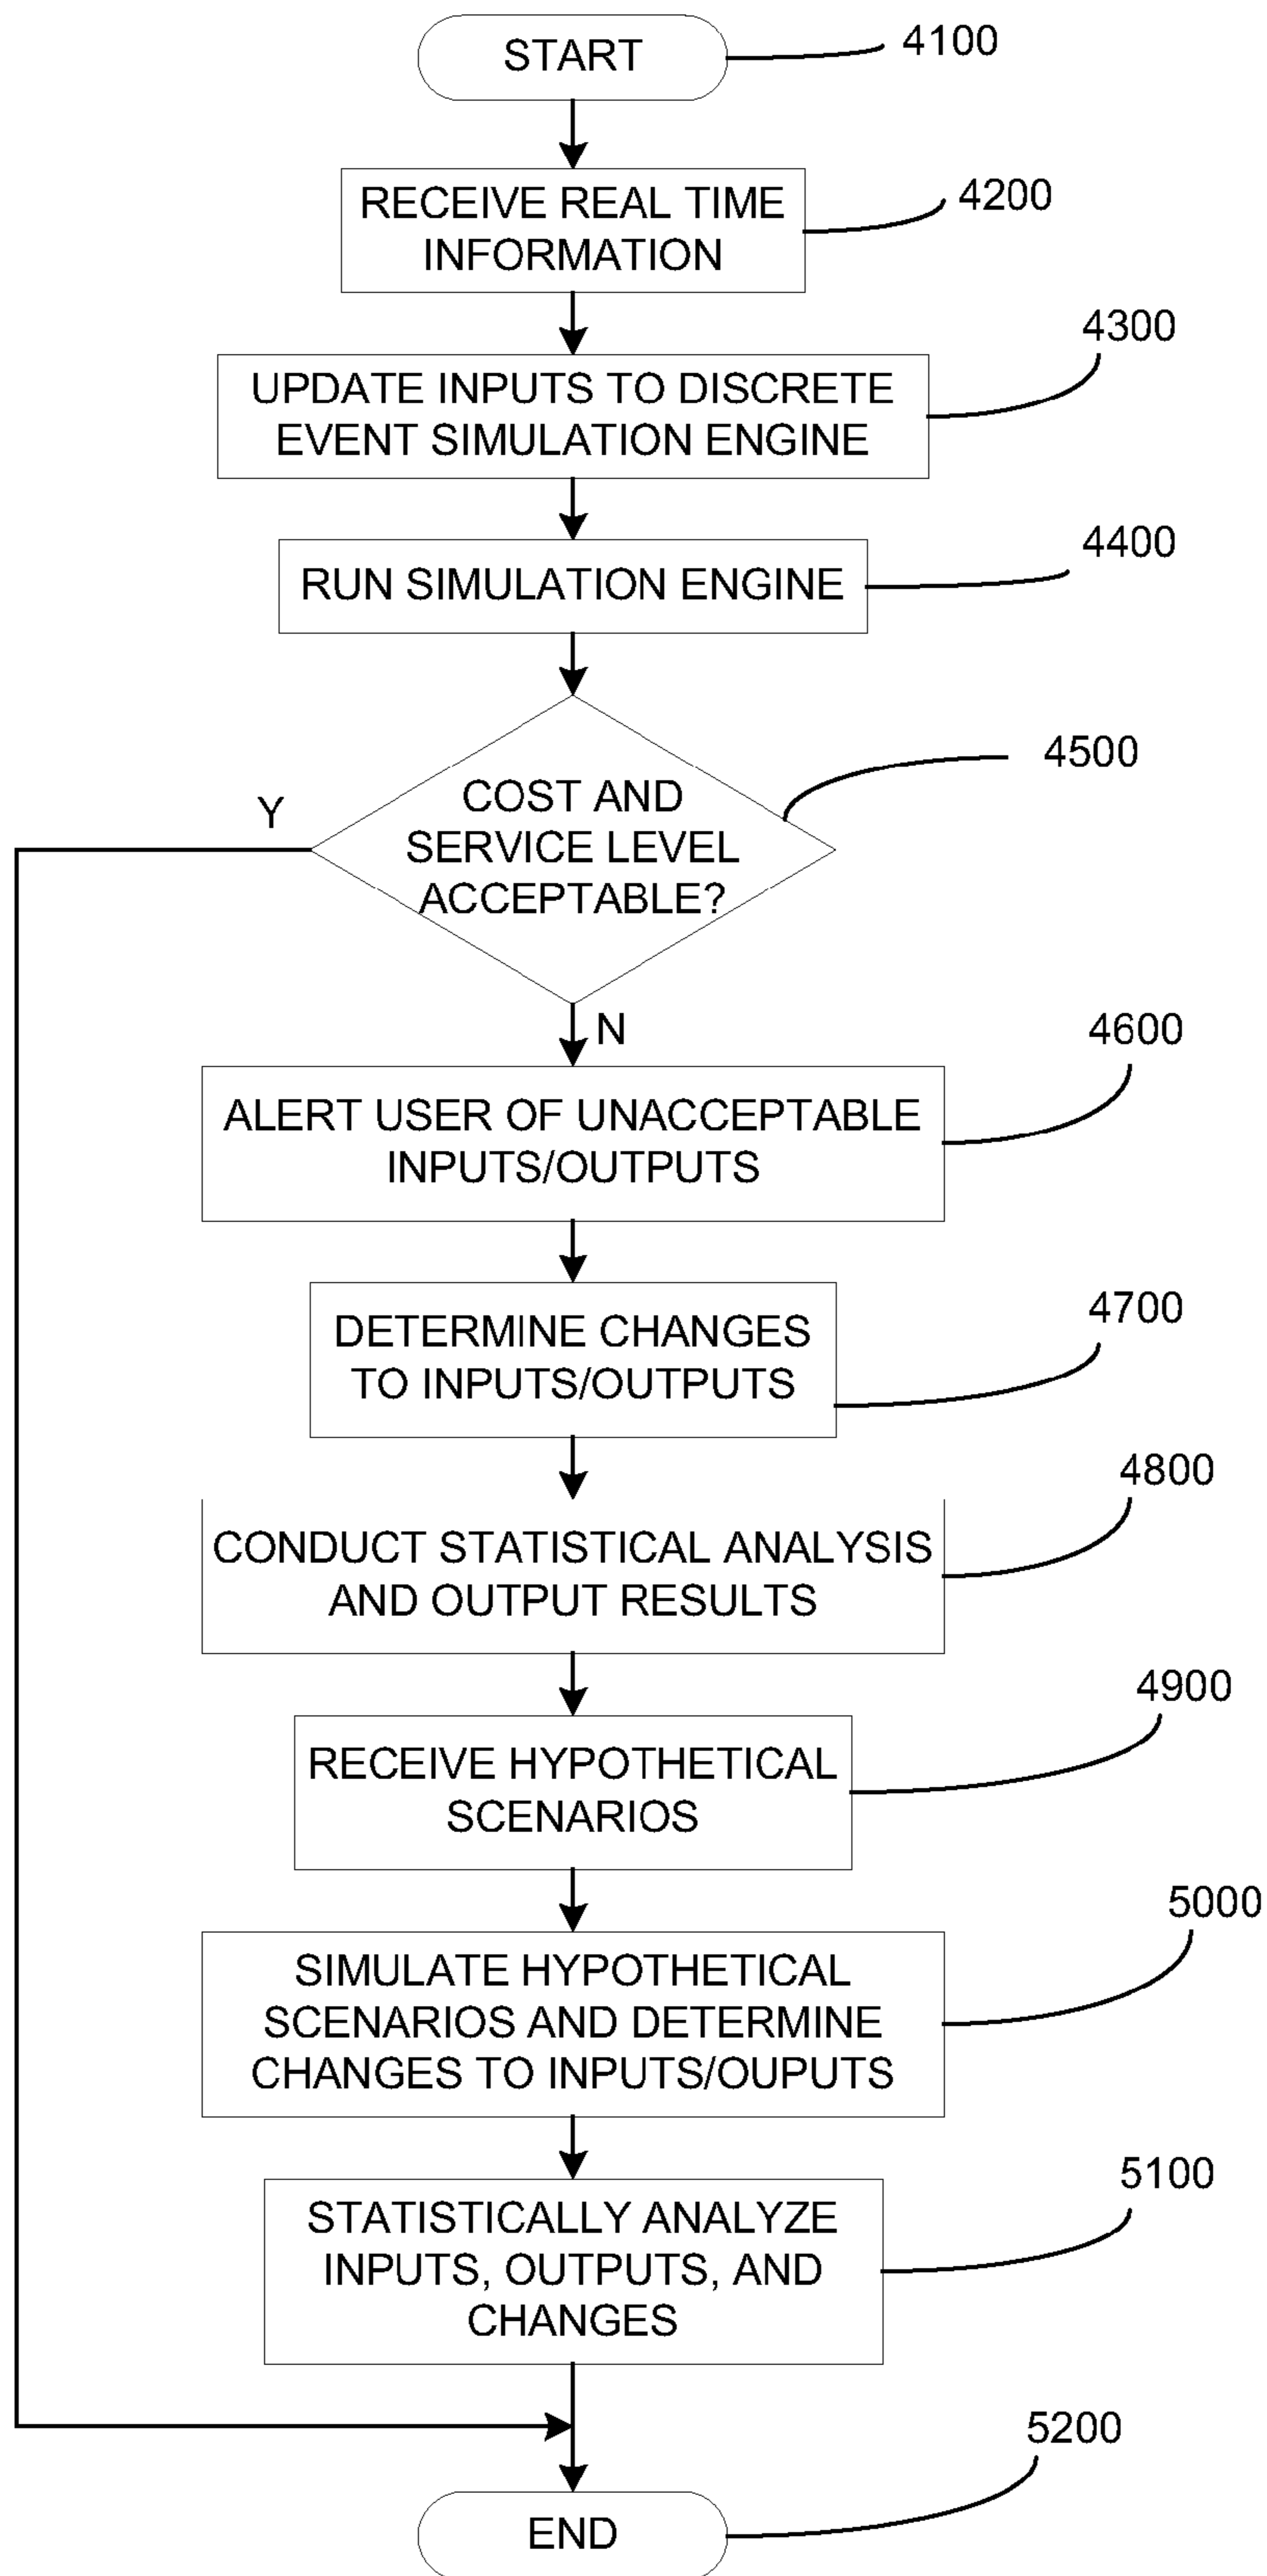 START
4100
RECEIVE REAL TIME
INFORMATION
4200
UPDATE INPUTS TO DISCRETE
EVENT SIMULATION ENGINE
4300
RUN SIMULATION ENGINE
4400
COST AND
SERVICE LEVEL
ACCEPTABLE?
4500
Y
N
ALERT USER OF UNACCEPTABLE
INPUTS/OUTPUTS
4600
DETERMINE CHANGES
TO INPUTS/OUTPUTS
4700
CONDUCT STATISTICAL ANALYSIS
AND OUTPUT RESULTS
4800
RECEIVE HYPOTHETICAL
SCENARIOS
4900
SIMULATE HYPOTHETICAL
SCENARIOS AND DETERMINE
CHANGES TO INPUTS/OUPUTS
5000
STATISTICALLY ANALYZE
INPUTS, OUTPUTS, AND
CHANGES
5100
END
5200